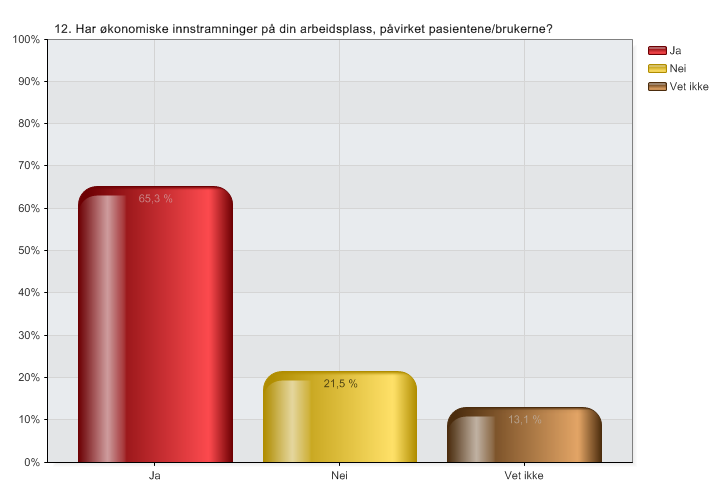 12. Har økonomiske innstramninger på din arbeidsplass, påvirket pasientene/brukerne?
100%
90%
80%
70%
60%
50%
40%
30%
20%
10%
0%
65,3 %
21,5 %
13,1 %
Ja
Nei
Vet ikke
Ja
Nei
Vet ikke